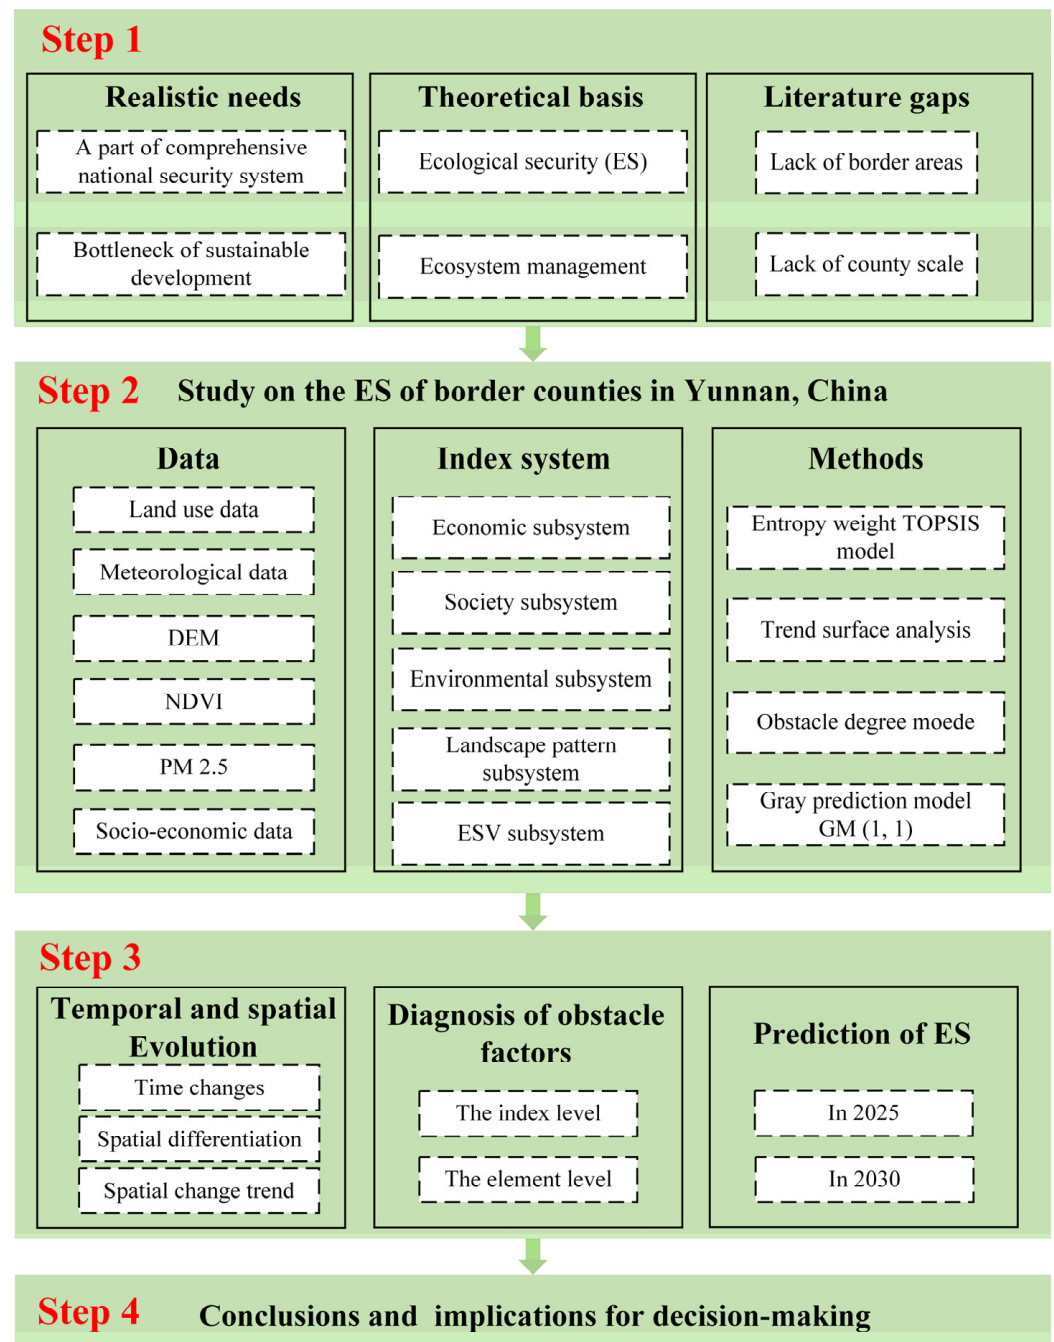 Step 1
Realistic needs
A part of comprehensive
national security system
Bottleneck of sustainable
development
Theoretical basis
Ecological security (ES)
Ecosystem management
Literature gaps
Lack of border areas
Lack of county scale
Step 2 Study on the ES of border counties in Yunnan, China
Data
Land use data
Meteorological data
DEM
NDVI
PM 2.5
Socio-economic data
Index system
Economic subsystem
Society subsystem
Environmental subsystem
Landscape pattern
subsystem
ESV subsystem
Methods
Entropy weight TOPSIS
model
Trend surface analysis
Obstacle degree moede
Gray prediction model
GM (1, 1)
Step 3
Temporal and spatial
Evolution
Time changes
Spatial differentiation
Spatial change trend
Diagnosis of obstacle
factors
The index level
The element level
Prediction of ES
In 2025
In 2030
Step 4 Conclusions and implications for decision-making